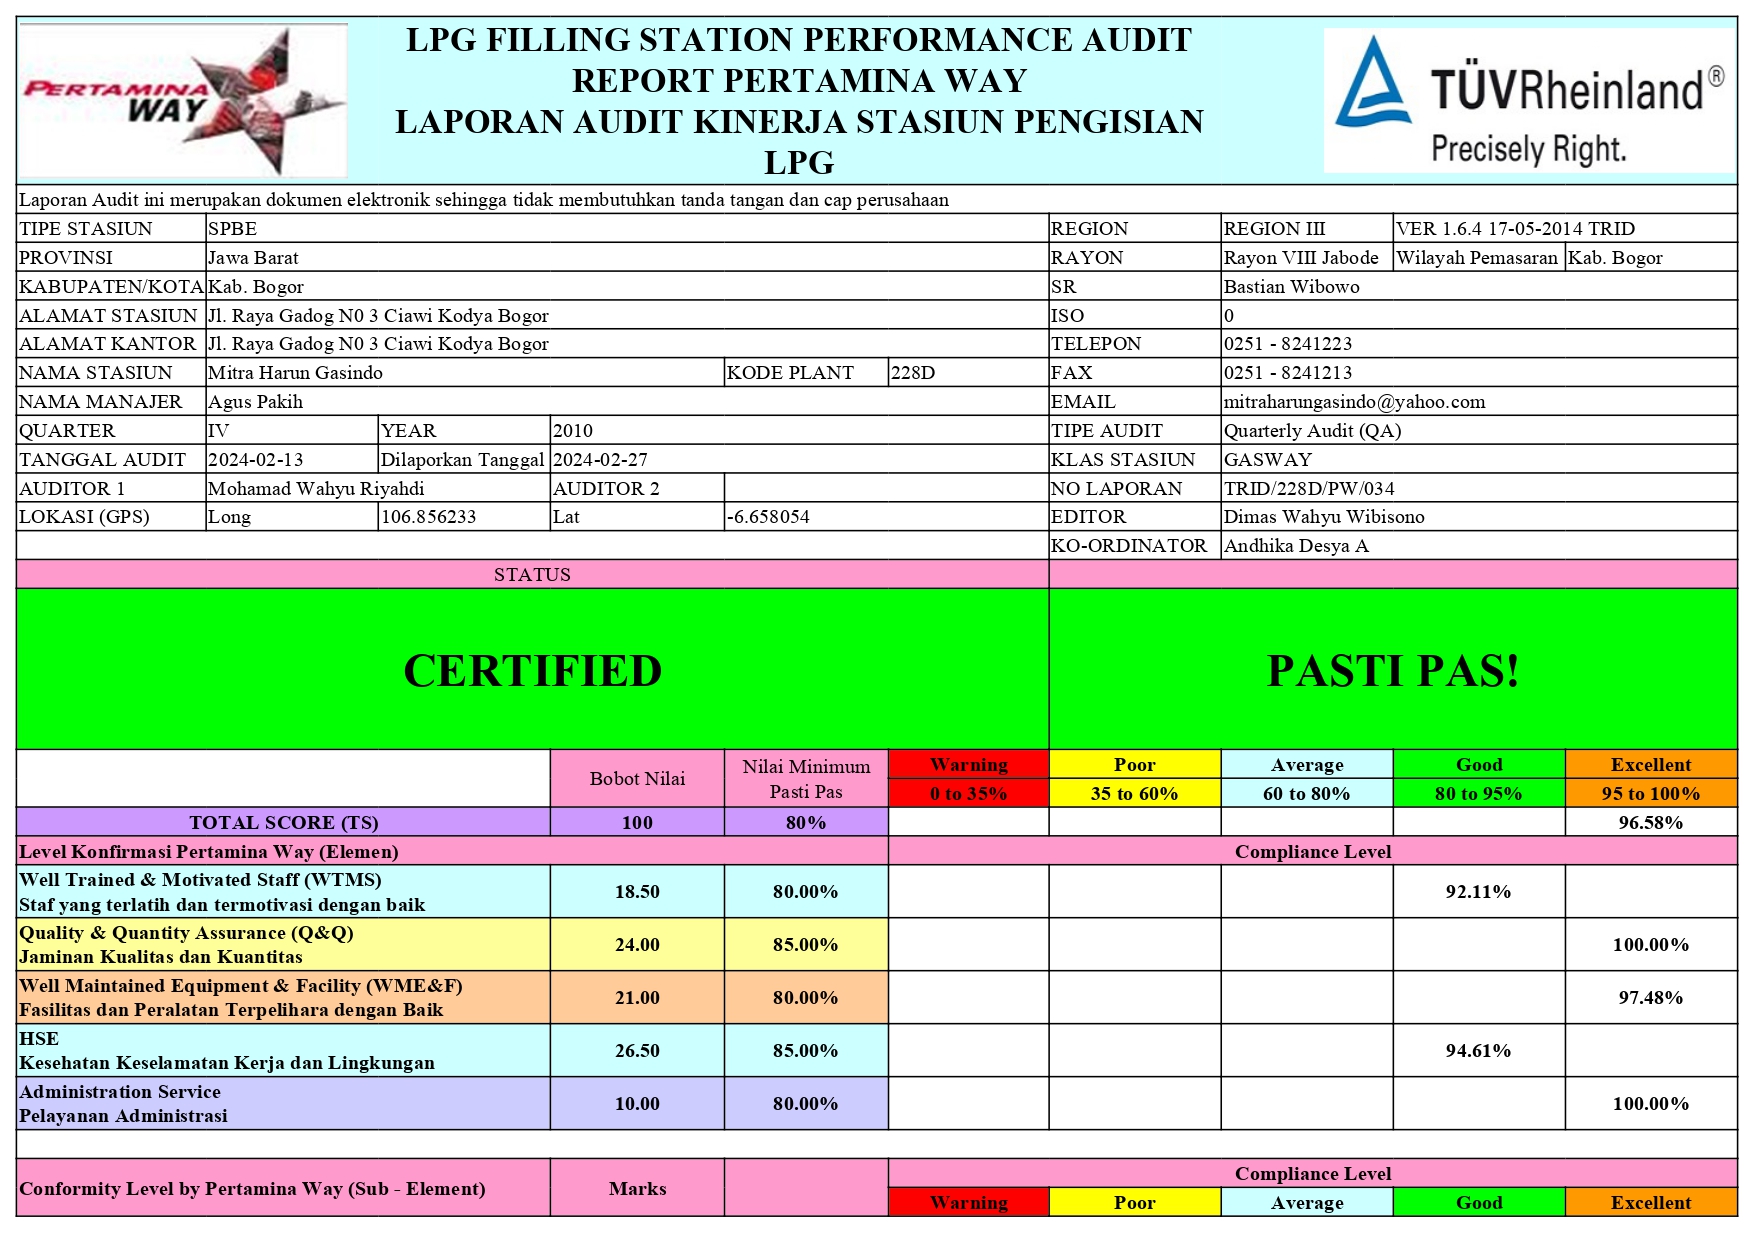 PERTAMINA
WAY
LPG FILLING STATION PERFORMANCE AUDIT
REPORT PERTAMINA WAY
LAPORAN AUDIT KINERJA STASIUN PENGISIAN
LPG
TÜVRheinland®
Precisely Right.
Laporan Audit ini merupakan dokumen elektronik sehingga tidak membutuhkan tanda tangan dan cap perusahaan
TIPE STASIUN SPBE REGION REGION III VER 1.6.4 17-05-2014 TRID
PROVINSI Jawa Barat RAYON Rayon VIII Jabode Wilayah Pemasaran Kab. Bogor
KABUPATEN/KOTA Kab. Bogor SR Bastian Wibowo
ALAMAT STASIUN Jl. Raya Gadog N0 3 Ciawi Kodya Bogor ISO 0
ALAMAT KANTOR Jl. Raya Gadog N0 3 Ciawi Kodya Bogor TELEPON 0251 - 8241223
NAMA STASIUN Mitra Harun Gasindo KODE PLANT 228D FAX 0251 - 8241213
NAMA MANAJER Agus Pakih EMAIL mitraharungasindo@yahoo.com
QUARTER IV YEAR 2010 TIPE AUDIT Quarterly Audit (QA)
TANGGAL AUDIT 2024-02-13 Dilaporkan Tanggal 2024-02-27 KLAS STASIUN GASWAY
AUDITOR 1 Mohamad Wahyu Riyahdi AUDITOR 2 NO LAPORAN TRID/228D/PW/034
LOKASI (GPS) Long 106.856233 Lat -6.658054 EDITOR Dimas Wahyu Wibisono
KO-ORDINATOR Andhika Desya A
STATUS
CERTIFIED PASTI PAS!
Bobot Nilai Nilai Minimum Pasti Pas Warning Poor Average Good Excellent
0 to 35% 35 to 60% 60 to 80% 80 to 95% 95 to 100%
TOTAL SCORE (TS) 100 80% 96.58%
Level Konfirmasi Pertamina Way (Elemen) Compliance Level
Well Trained & Motivated Staff (WTMS)
Staf yang terlatih dan termotivasi dengan baik 18.50 80.00% 92.11%
Quality & Quantity Assurance (Q&Q)
Jaminan Kualitas dan Kuantitas 24.00 85.00% 100.00%
Well Maintained Equipment & Facility (WME&F)
Fasilitas dan Peralatan Terpelihara dengan Baik 21.00 80.00% 97.48%
HSE
Kesehatan Keselamatan Kerja dan Lingkungan 26.50 85.00% 94.61%
Administration Service
Pelayanan Administrasi 10.00 80.00% 100.00%
Conformity Level by Pertamina Way (Sub - Element) Marks Compliance Level
Warning Poor Average Good Excellent